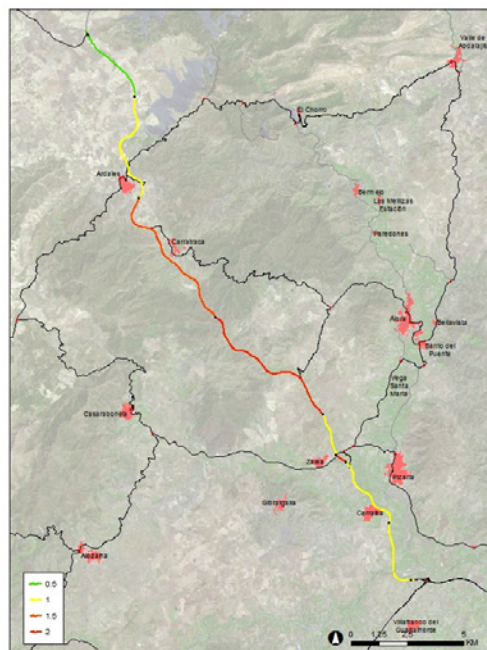 Valle de
Abdalajís
El Chorro
Bermejo
Las Mellizas
Estación
Ardales
Paredones
Carratraca
Álora
Bellavista
Barrio del
Puente
Vega
Santa
María
Casarabonela
Zalea
Pizarra
Gibralgalia
Cerralba
Alozaina
Villafranco del
Guadalhorce
0.5
1
1.5
2
0 1.25 2.5 5
KM